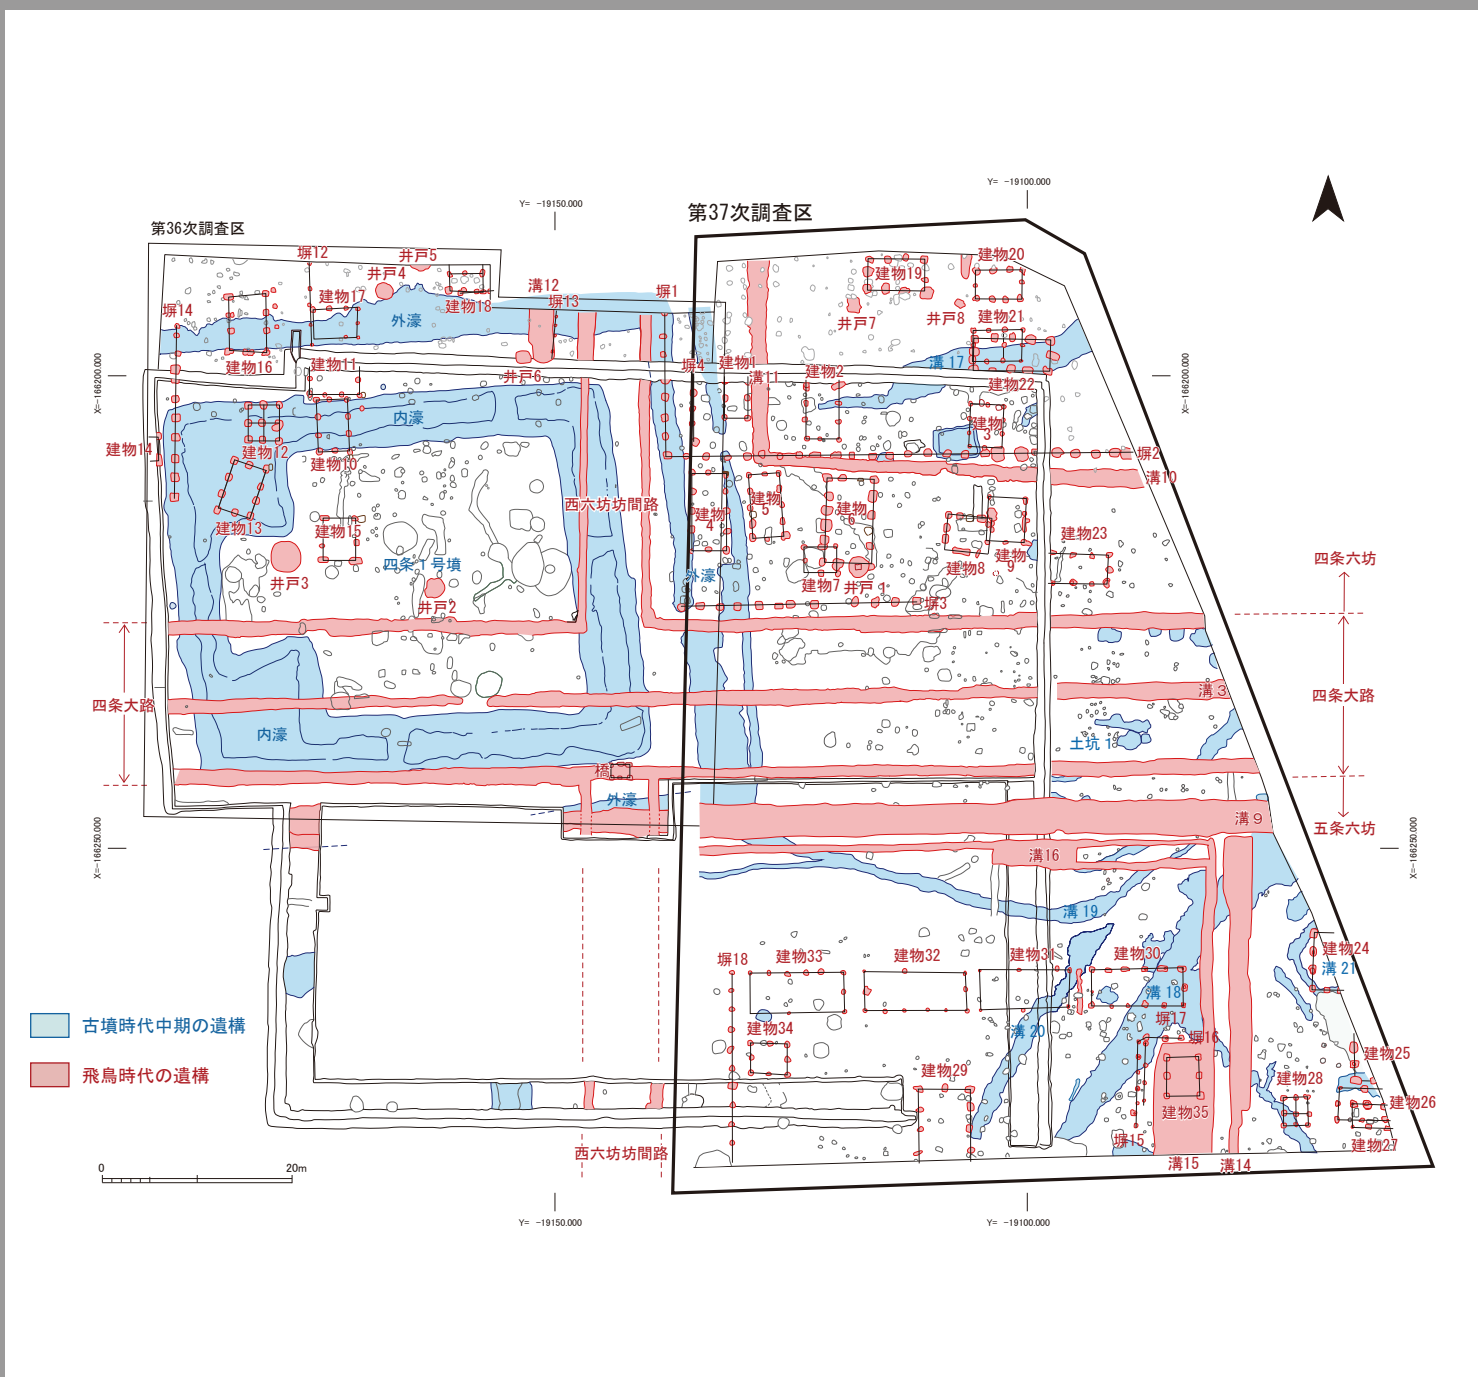 Y= -19100.000
Y= -19150.000
第37次調査区
第36次調査区
塀12
井戸5
建物20
井戸4
建物19
溝12
塀1
建物17
塀13
建物18
塀14
外濠
井戸7
井戸8
建物21
建物16
建物11
井戸6
塀4
建物1
溝11
建物2
溝17
建物22
X=-166200.000
X=-166200.000
内濠
建物
3
建物14
建物12
建物10
塀2
溝10
西六坊坊間路
建物
4
建物
5
建物
6
建物13
建物15
建物23
四条1号墳
外濠
建物7
井戸1
建物8
建物
9
四条六坊
井戸3
井戸2
塀3
四条大路
溝3
四条大路
内濠
土坑1
橋
外濠
溝9
五条六坊
X=-166250.000
X=-166250.000
溝16
溝19
塀18
建物33
建物32
建物31
建物30
建物24
溝21
溝18
古墳時代中期の遺構
建物34
溝20
塀17
塀16
飛鳥時代の遺構
建物29
建物25
建物28
建物35
建物26
塀15
建物27
西六坊坊間路
溝15
溝14
0
20m
Y= -19150.000
Y= -19100.000